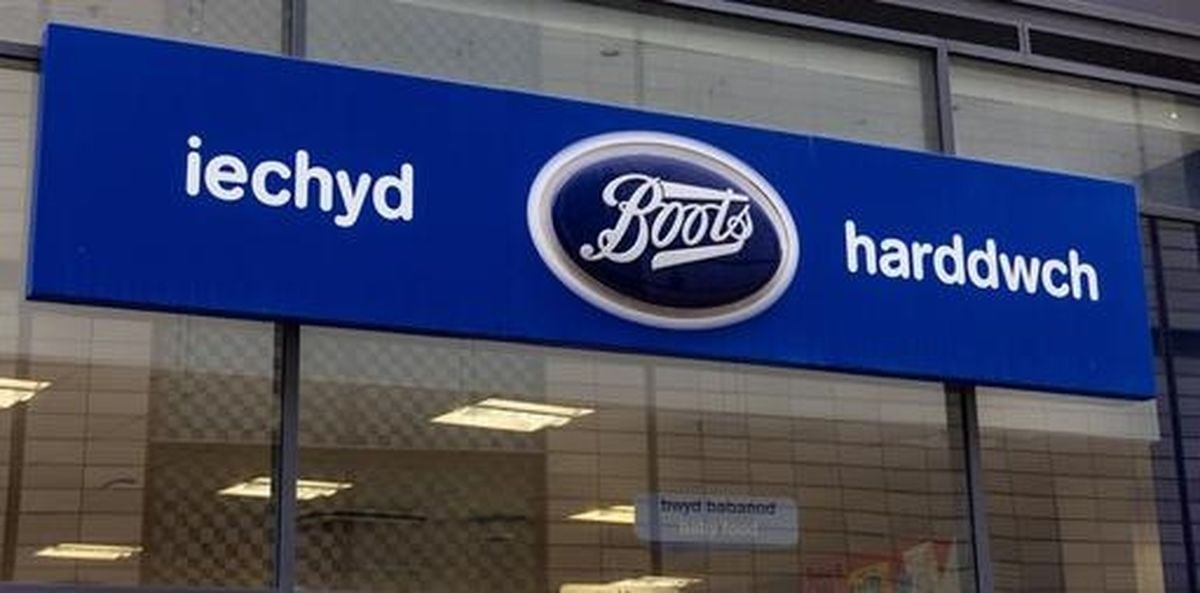 iechyd
Boots
harddwch
bwyd babanod
baby food